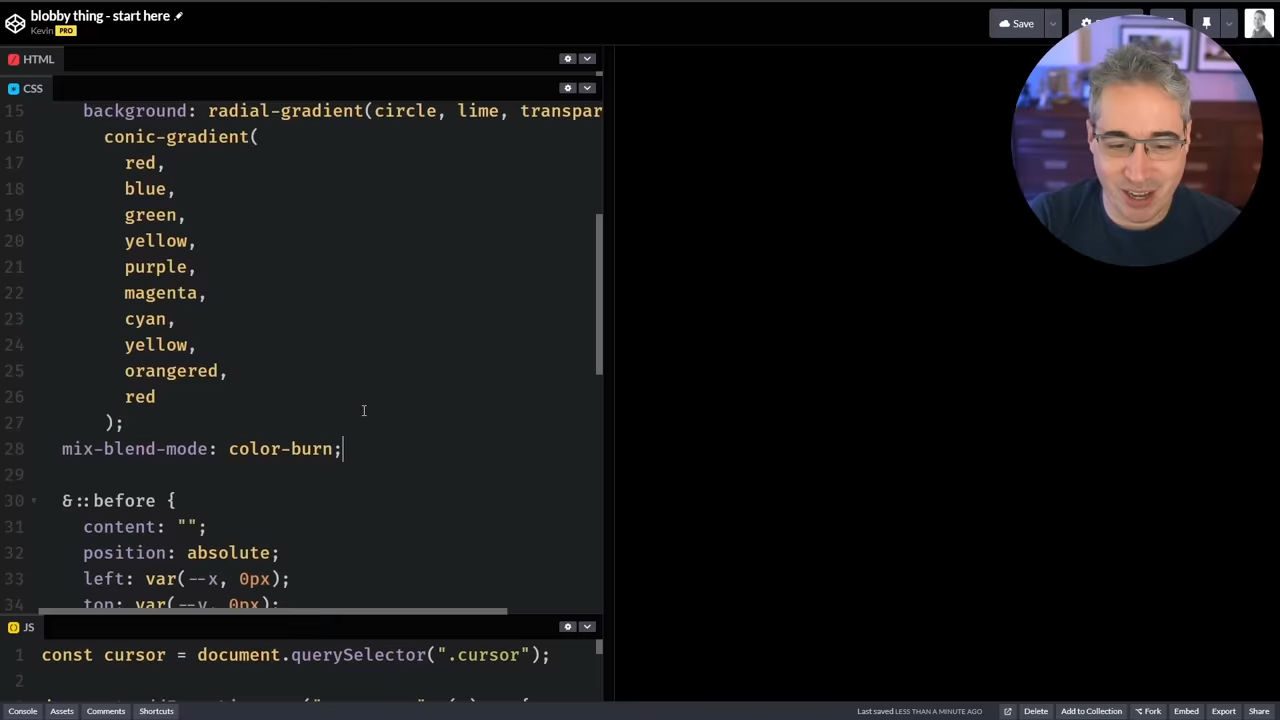 blobby thing - start here
Kevin PRO
Save
HTML
CSS
15 background: radial-gradient(circle, lime, transpar
16 conic-gradient(
17 red,
18 blue,
19 green,
20 yellow,
21 purple,
22 magenta,
23 cyan,
24 yellow,
25 orangered,
26 red
27 );
28 mix-blend-mode: color-burn;
29
30 &::before {
31 content: "";
32 position: absolute;
33 left: var(--x, 0px);
34 top: var(--y, 0px);
JS
1 const cursor = document.querySelector(".cursor");
2
Console Assets Comments Shortcuts Last saved LESS THAN A MINUTE AGO Delete Add to Collection Fork Embed Export Share